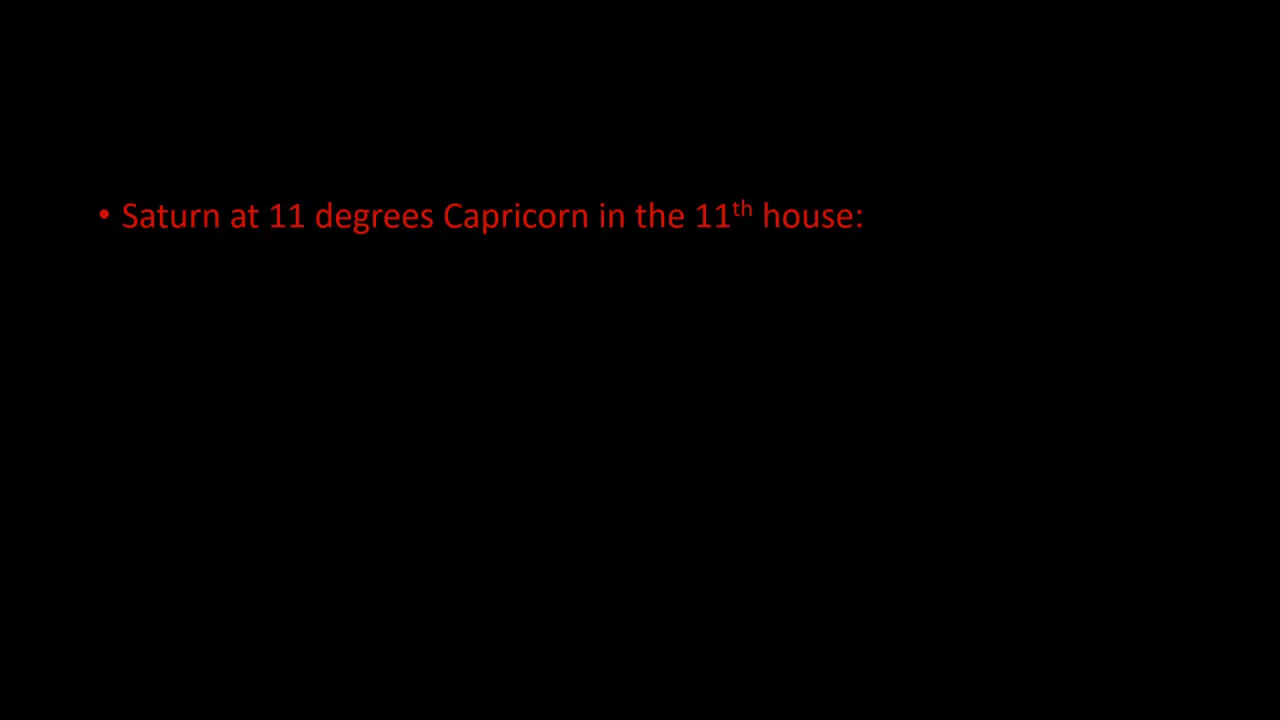 • Saturn at 11 degrees Capricorn in the 11th house: